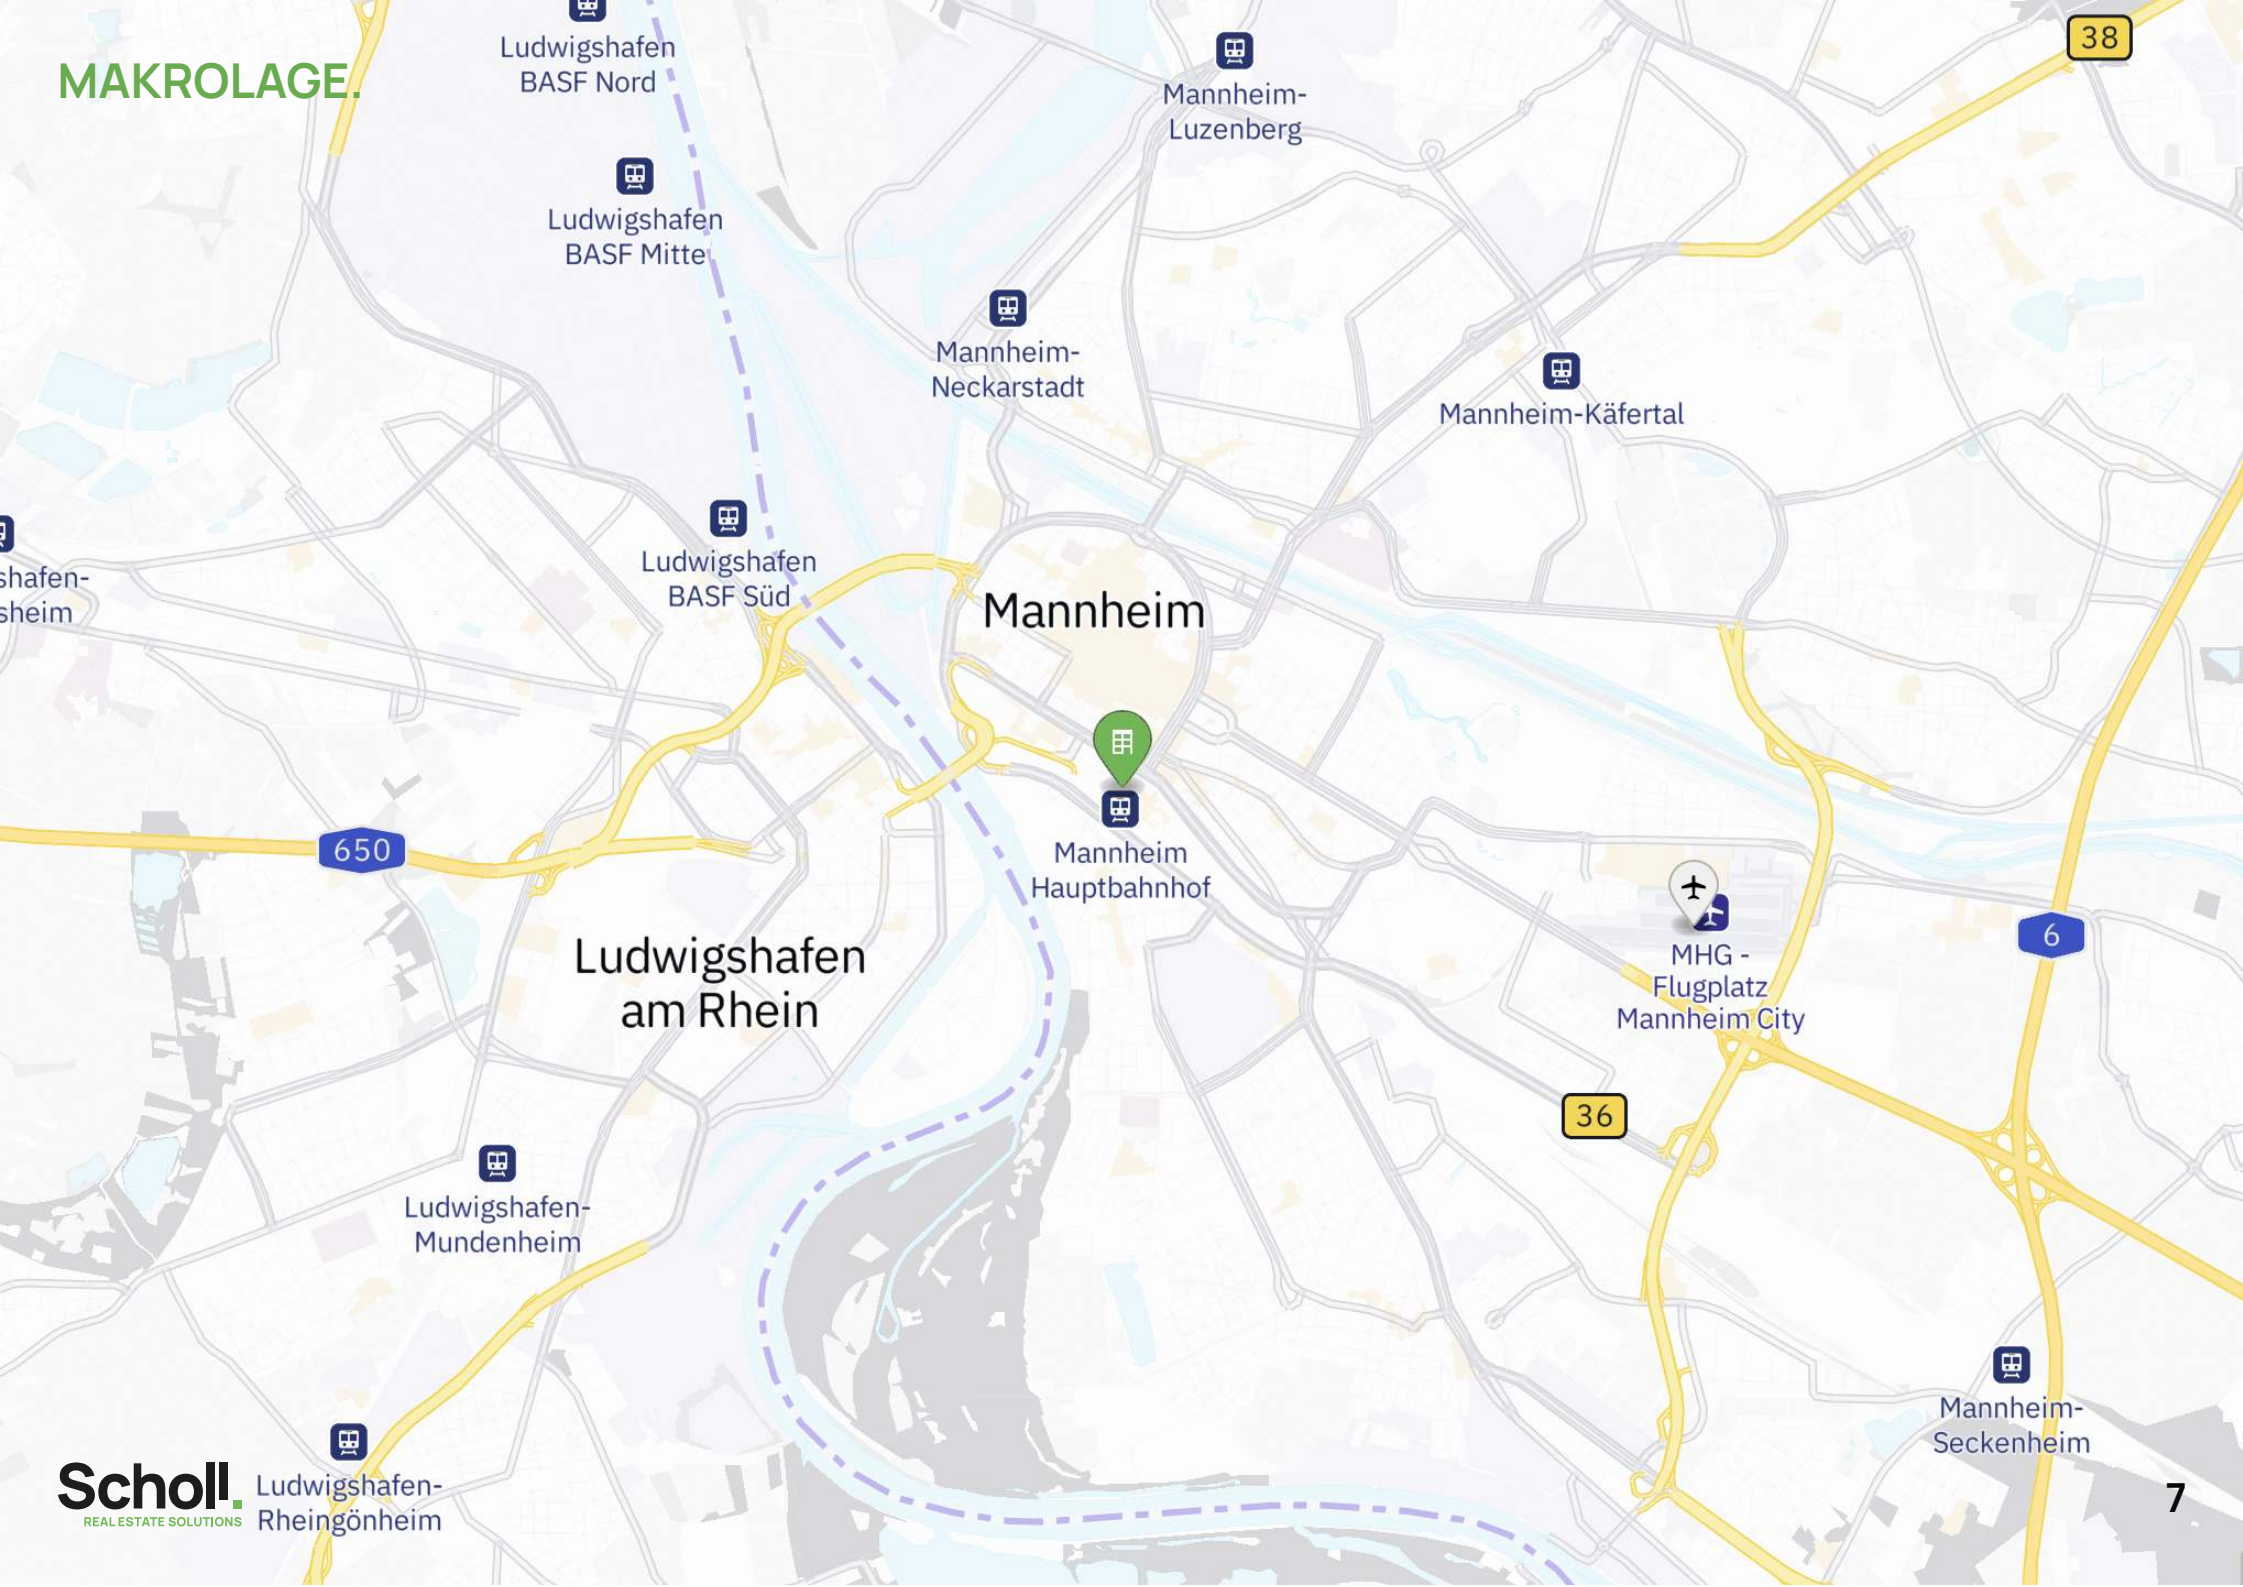 MAKROLAGE.
Ludwigshafen
BASF Nord
Mannheim-
Luzenberg
38
Ludwigshafen
BASF Mitte
Mannheim-
Neckarstadt
Mannheim-Käfertal
Ludwigshafen
BASF Süd
shafen-
sheim
Mannheim
650
Mannheim
Hauptbahnhof
6
MHG -
Flugplatz
Mannheim City
Ludwigshafen
am Rhein
36
Ludwigshafen-
Mundenheim
Mannheim-
Seckenheim
Ludwigshafen-
Rheingönheim
Scholl.
REAL ESTATE SOLUTIONS
7